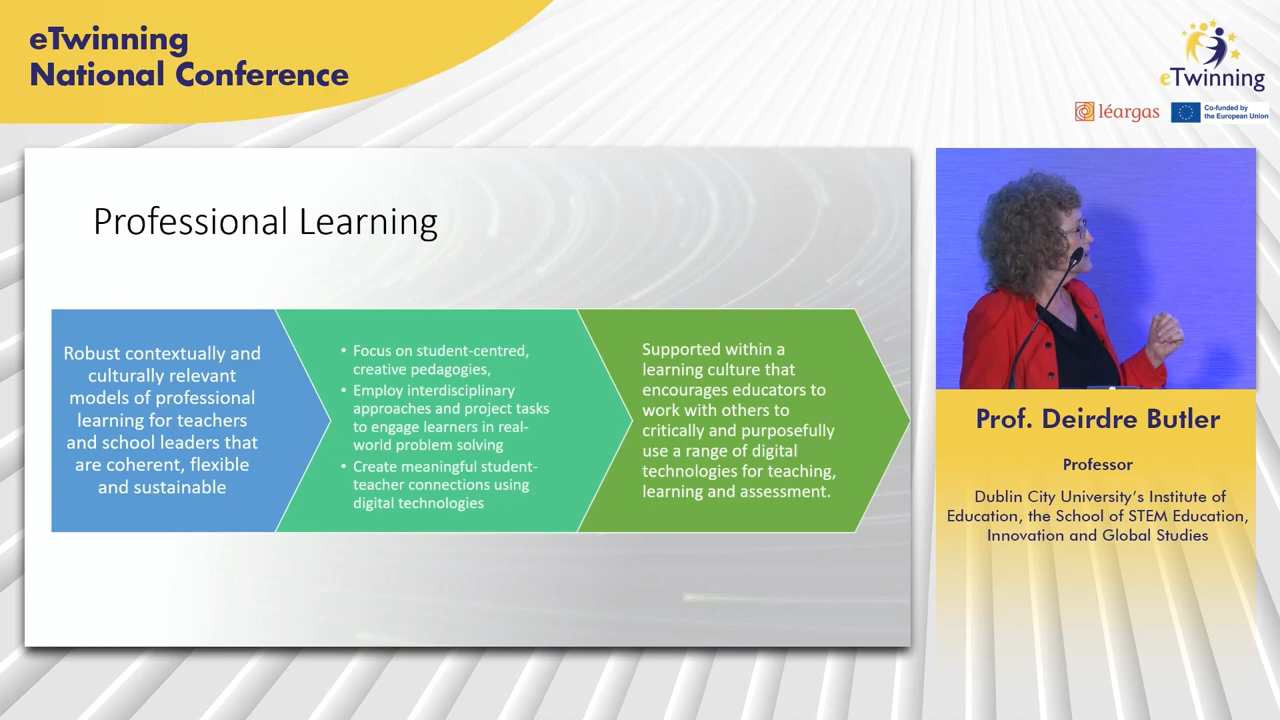 eTwinning
National Conference
eTwinning
léargas
Co-funded by
the European Union
Professional Learning
Robust contextually and
culturally relevant
models of professional
learning for teachers
and school leaders that
are coherent, flexible
and sustainable
• Focus on student-centred,
creative pedagogies,
• Employ interdisciplinary
approaches and project tasks
to engage learners in real-
world problem solving
• Create meaningful student-
teacher connections using
digital technologies
Supported within a
learning culture that
encourages educators to
work with others to
critically and purposefully
use a range of digital
technologies for teaching,
learning and assessment.
Prof. Deirdre Butler
Professor
Dublin City University's Institute of
Education, the School of STEM Education,
Innovation and Global Studies